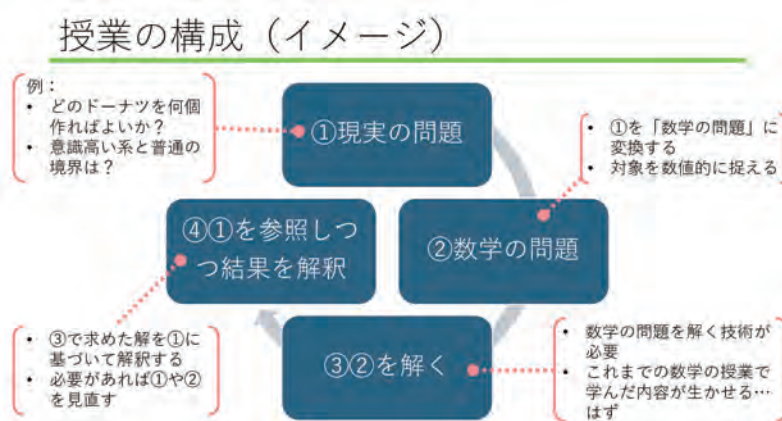 授業の構成（イメージ）
例：
• どのドーナツを何個
作ればよいか？
• 意識高い系と普通の
境界は？
①現実の問題
• ①を「数学の問題」に
変換する
• 対象を数値的に捉える
④①を参照しつ
つ結果を解釈
②数学の問題
• ③で求めた解を①に
基づいて解釈する
• 必要があれば①や②
を見直す
③②を解く
• 数学の問題を解く技術が
必要
• これまでの数学の授業で
学んだ内容が生かせる…
はず